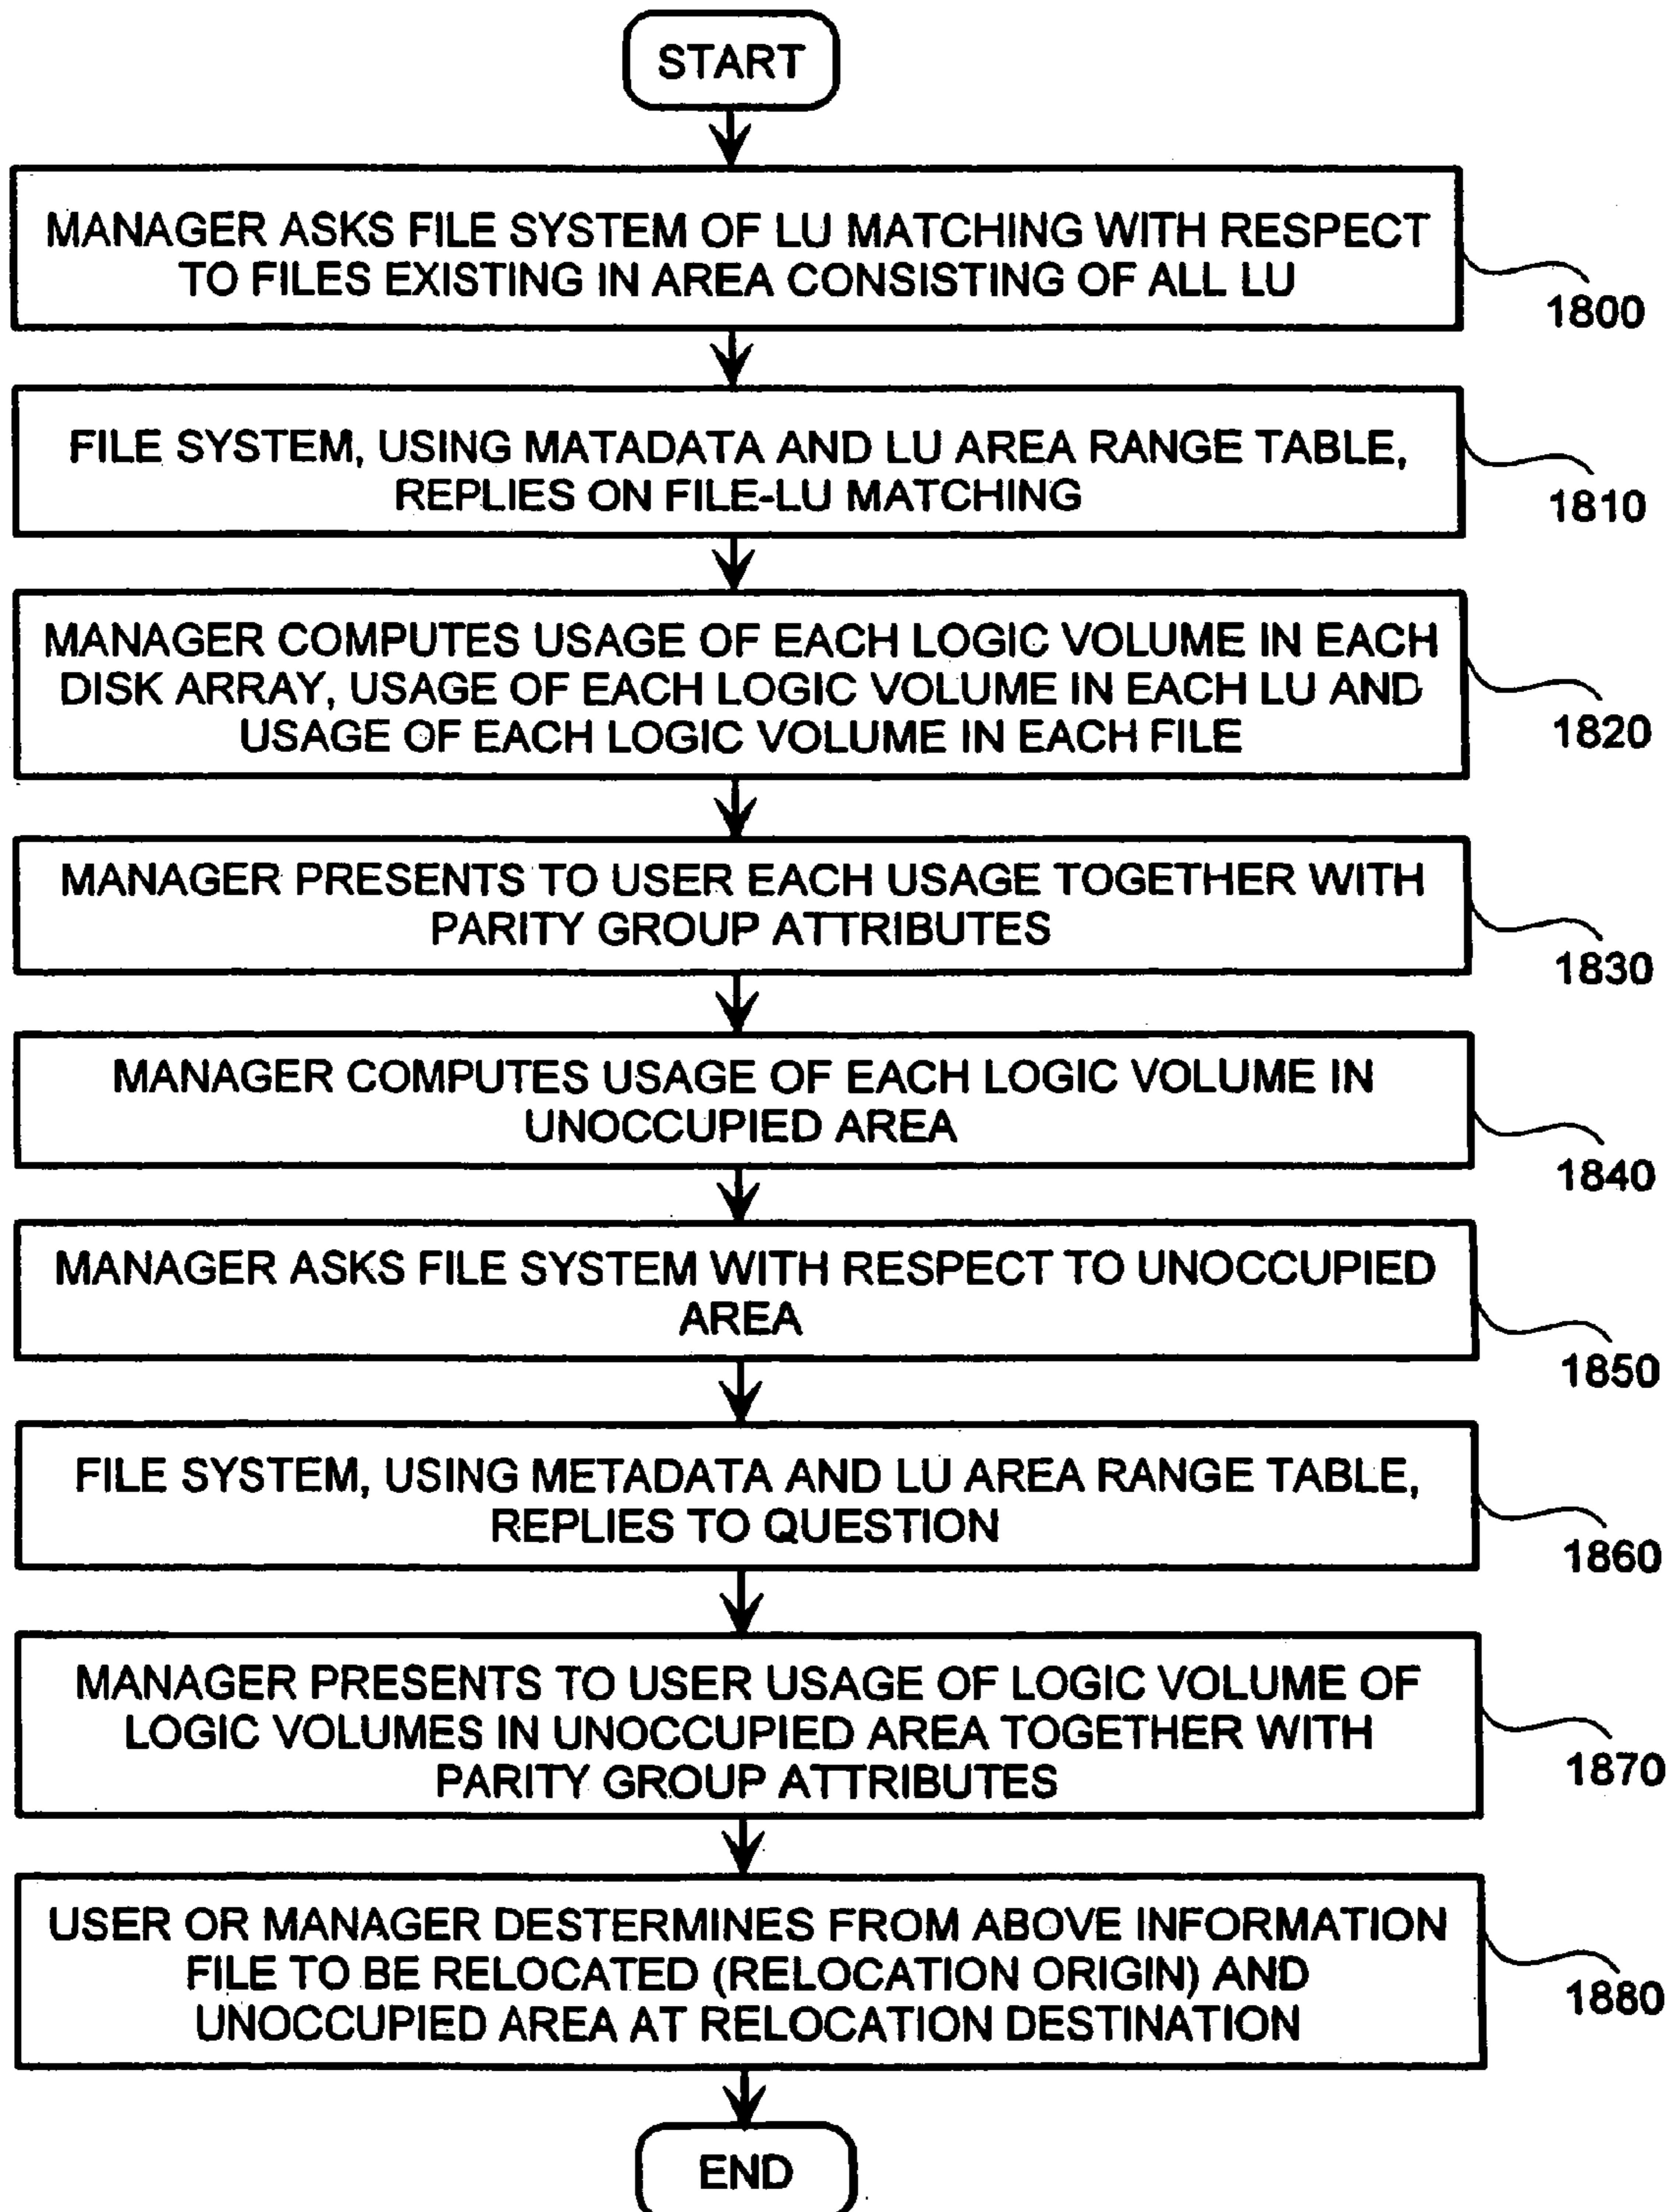 START
MANAGER ASKS FILE SYSTEM OF LU MATCHING WITH RESPECT
TO FILES EXISTING IN AREA CONSISTING OF ALL LU
1800
FILE SYSTEM, USING MATADATA AND LU AREA RANGE TABLE,
REPLIES ON FILE-LU MATCHING
1810
MANAGER COMPUTES USAGE OF EACH LOGIC VOLUME IN EACH
DISK ARRAY, USAGE OF EACH LOGIC VOLUME IN EACH LU AND
USAGE OF EACH LOGIC VOLUME IN EACH FILE
1820
MANAGER PRESENTS TO USER EACH USAGE TOGETHER WITH
PARITY GROUP ATTRIBUTES
1830
MANAGER COMPUTES USAGE OF EACH LOGIC VOLUME IN
UNOCCUPIED AREA
1840
MANAGER ASKS FILE SYSTEM WITH RESPECT TO UNOCCUPIED
AREA
1850
FILE SYSTEM, USING METADATA AND LU AREA RANGE TABLE,
REPLIES TO QUESTION
1860
MANAGER PRESENTS TO USER USAGE OF LOGIC VOLUME OF
LOGIC VOLUMES IN UNOCCUPIED AREA TOGETHER WITH
PARITY GROUP ATTRIBUTES
1870
USER OR MANAGER DESTERMINES FROM ABOVE INFORMATION
FILE TO BE RELOCATED (RELOCATION ORIGIN) AND
UNOCCUPIED AREA AT RELOCATION DESTINATION
1880
END